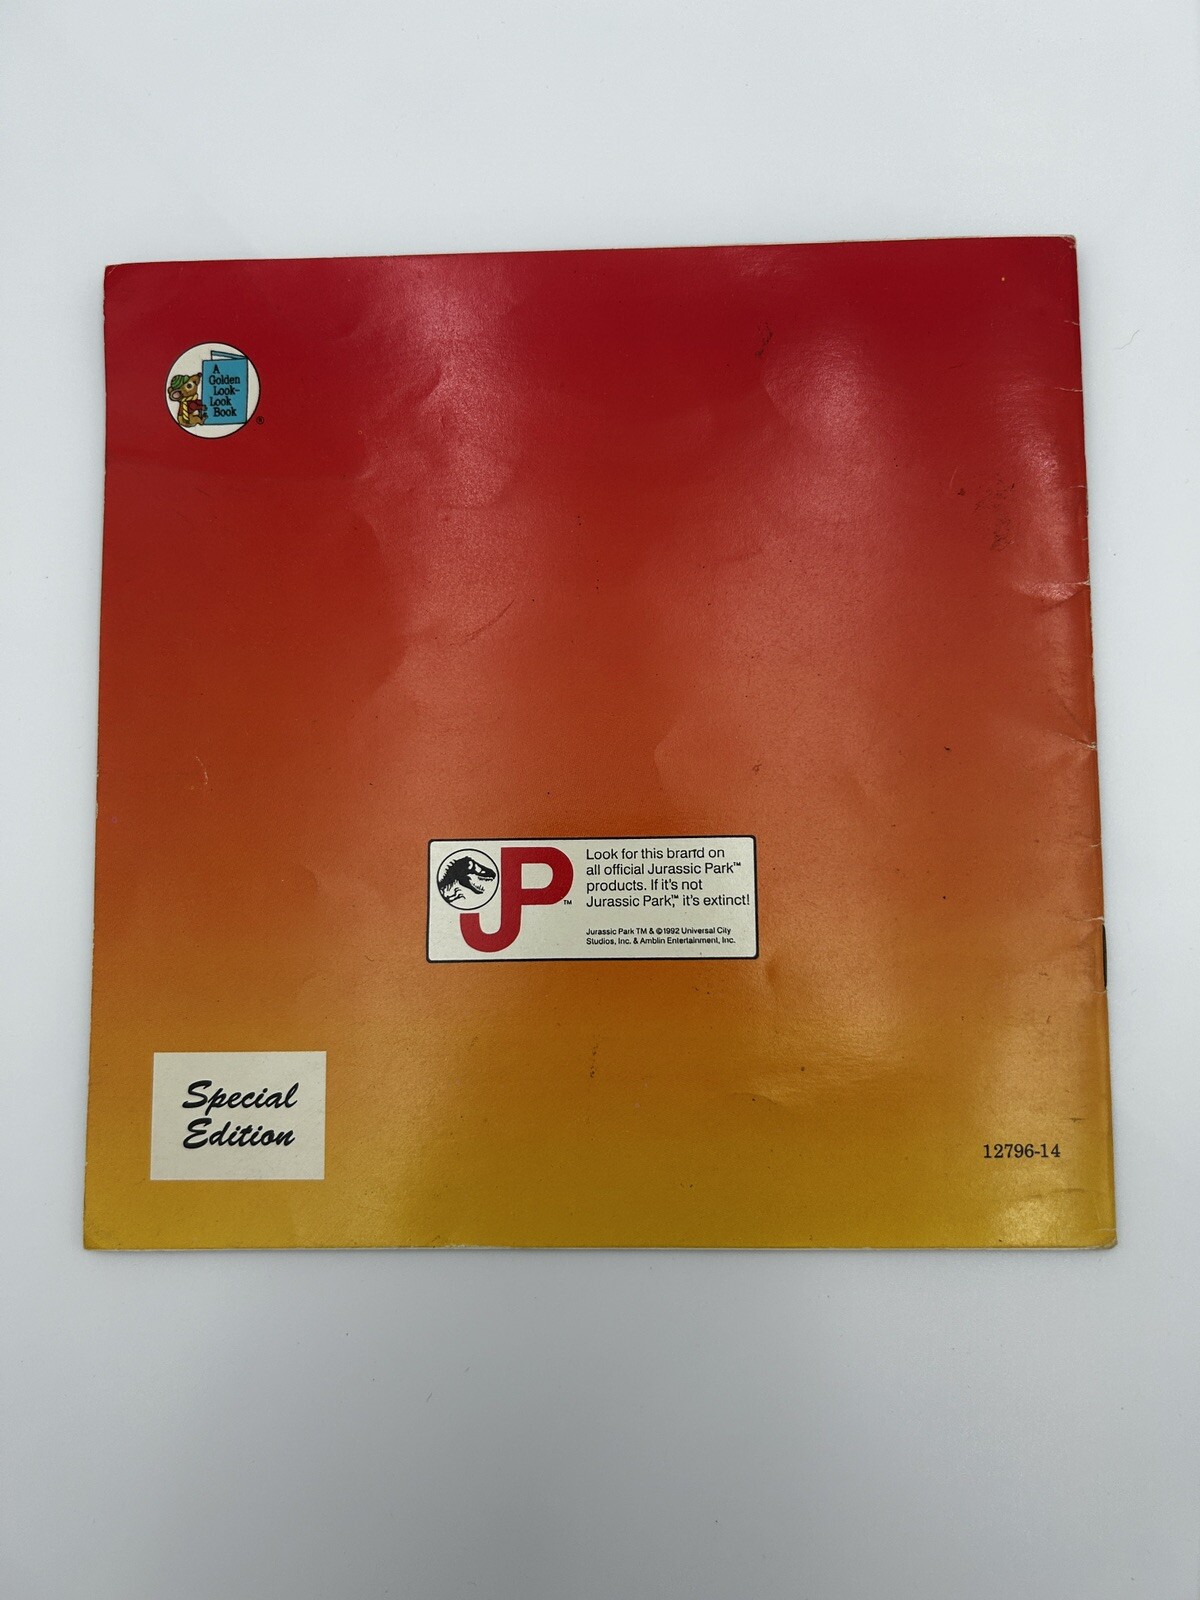 A
Golden
Look-
Look
Book
®
JP
TM
Look for this brand on
all official Jurassic Park™
products. If it's not
Jurassic Park,™ it's extinct!
Jurassic Park TM & © 1992 Universal City
Studios, Inc. & Amblin Entertainment, Inc.
Special
Edition
12796-14